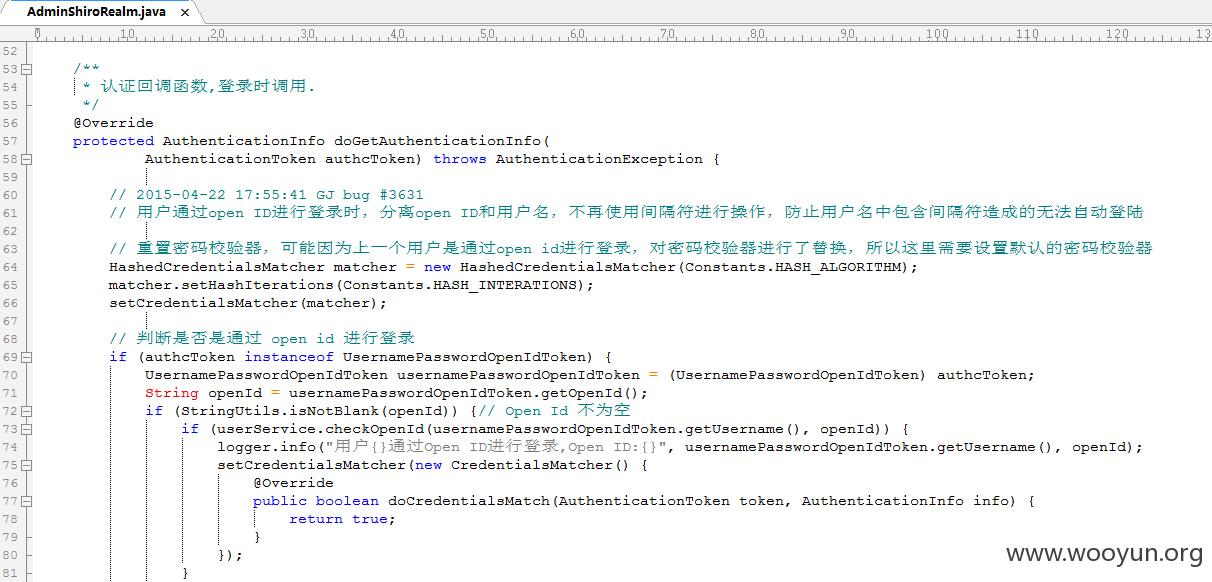 AdminShiroRealm.java ×
0 10 20 30 40 50 60 70 80 90 100 110 120 13
52
53 /**
54 * 认证回调函数,登录时调用.
55 */
56 @Override
57 protected AuthenticationInfo doGetAuthenticationInfo(
58 AuthenticationToken authcToken) throws AuthenticationException {
59
60 // 2015-04-22 17:55:41 GJ bug #3631
61 // 用户通过open ID进行登录时，分离open ID和用户名，不再使用间隔符进行操作，防止用户名中包含间隔符造成的无法自动登陆
62
63 // 重置密码校验器，可能因为上一个用户是通过open id进行登录，对密码校验器进行了替换，所以这里需要设置默认的密码校验器
64 HashedCredentialsMatcher matcher = new HashedCredentialsMatcher(Constants.HASH_ALGORITHM);
65 matcher.setHashIterations(Constants.HASH_INTERATIONS);
66 setCredentialsMatcher(matcher);
67
68 // 判断是否是通过 open id 进行登录
69 if (authcToken instanceof UsernamePasswordOpenIdToken) {
70 UsernamePasswordOpenIdToken usernamePasswordOpenIdToken = (UsernamePasswordOpenIdToken) authcToken;
71 String openId = usernamePasswordOpenIdToken.getOpenId();
72 if (StringUtils.isNotBlank(openId)) {// Open Id 不为空
73 if (userService.checkOpenId(usernamePasswordOpenIdToken.getUsername(), openId)) {
74 logger.info("用户{}通过Open ID进行登录,Open ID:{}", usernamePasswordOpenIdToken.getUsername(), openId);
75 setCredentialsMatcher(new CredentialsMatcher() {
76 @Override
77 public boolean doCredentialsMatch(AuthenticationToken token, AuthenticationInfo info) {
78 return true;
79 }
80 });
81 }
www.wooyun.org